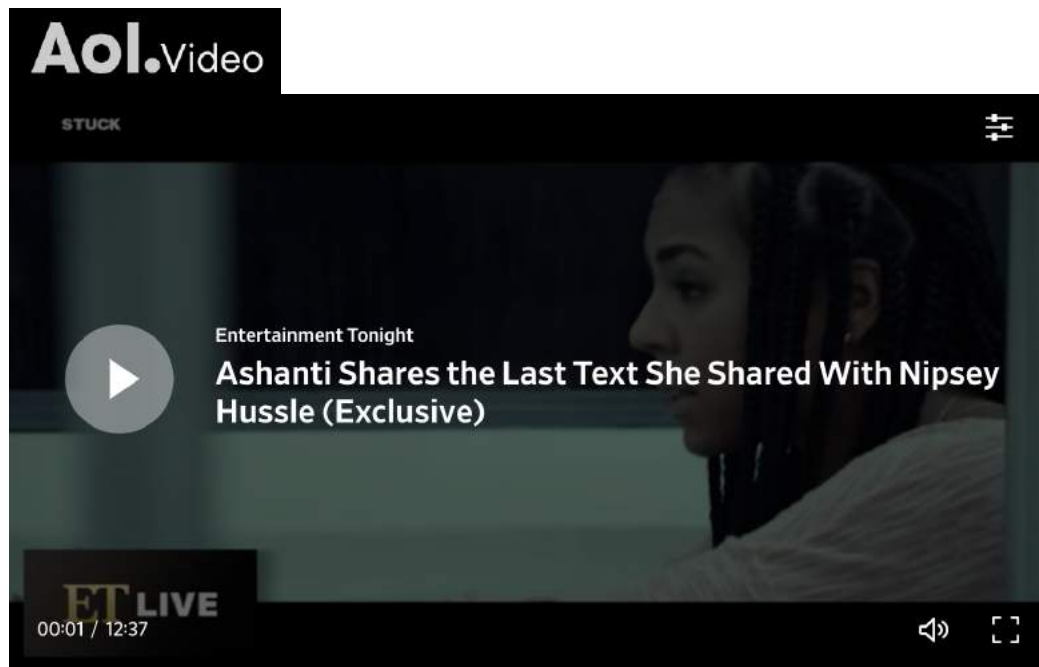 Aol.Video
STUCK
Entertainment Tonight
Ashanti Shares the Last Text She Shared With Nipsey
Hussle (Exclusive)
ET LIVE
00:01 / 12:37